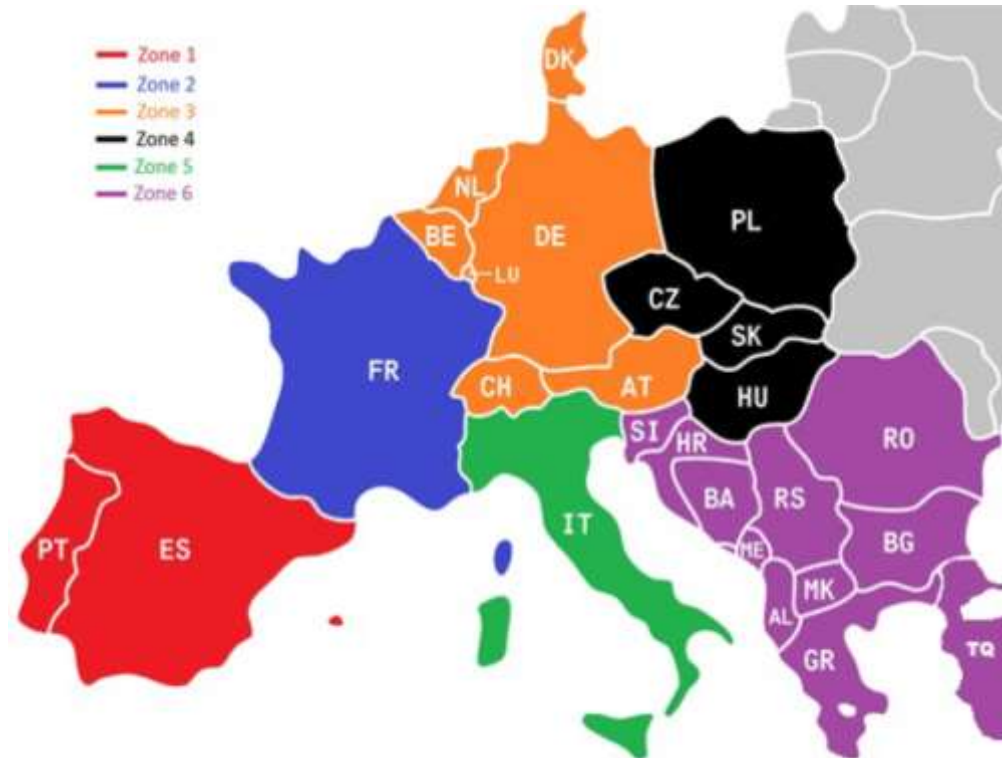 Zone 1
Zone 2
Zone 3
Zone 4
Zone 5
Zone 6
DK
NL
BE
DE
LU
PL
CZ
SK
FR
CH
AT
HU
SI
HR
RO
BA
RS
PT
ES
IT
ME
BG
MK
AL
GR
TQ